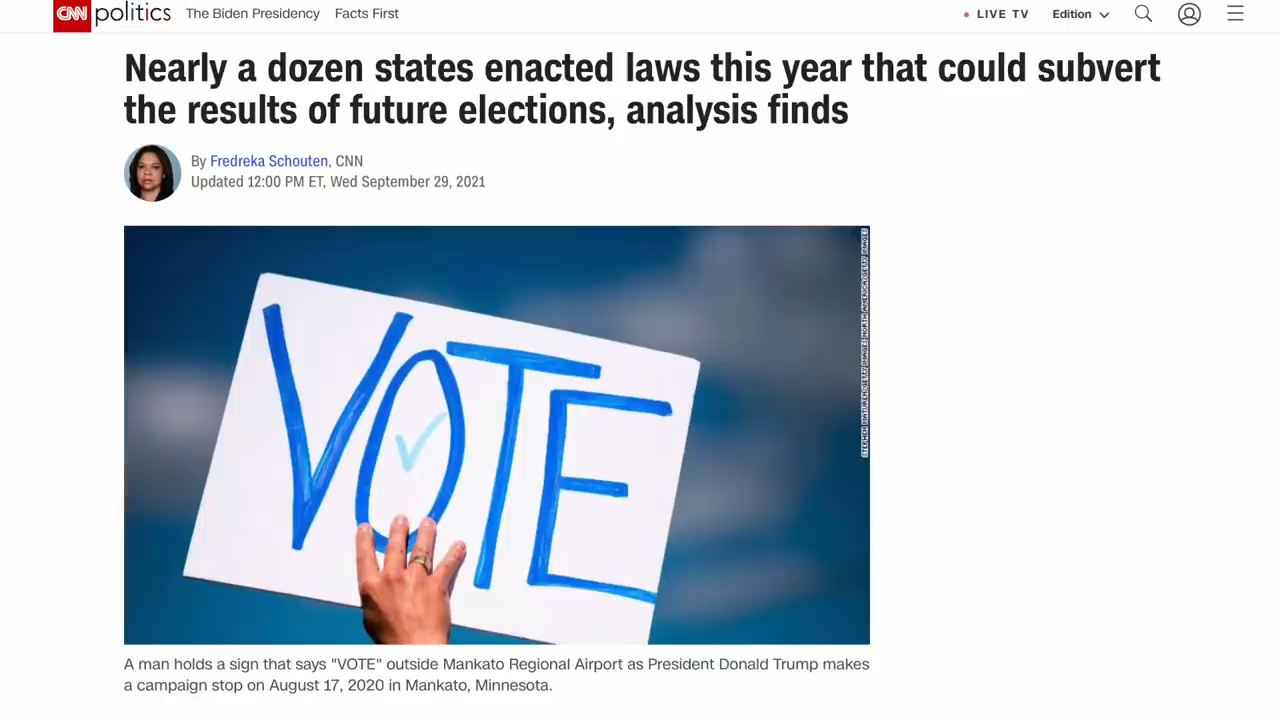 CNN politics The Biden Presidency Facts First LIVE TV Edition
Nearly a dozen states enacted laws this year that could subvert
the results of future elections, analysis finds
By Fredreka Schouten, CNN
Updated 12:00 PM ET, Wed September 29, 2021
VOTE
A man holds a sign that says "VOTE" outside Mankato Regional Airport as President Donald Trump makes
a campaign stop on August 17, 2020 in Mankato, Minnesota.